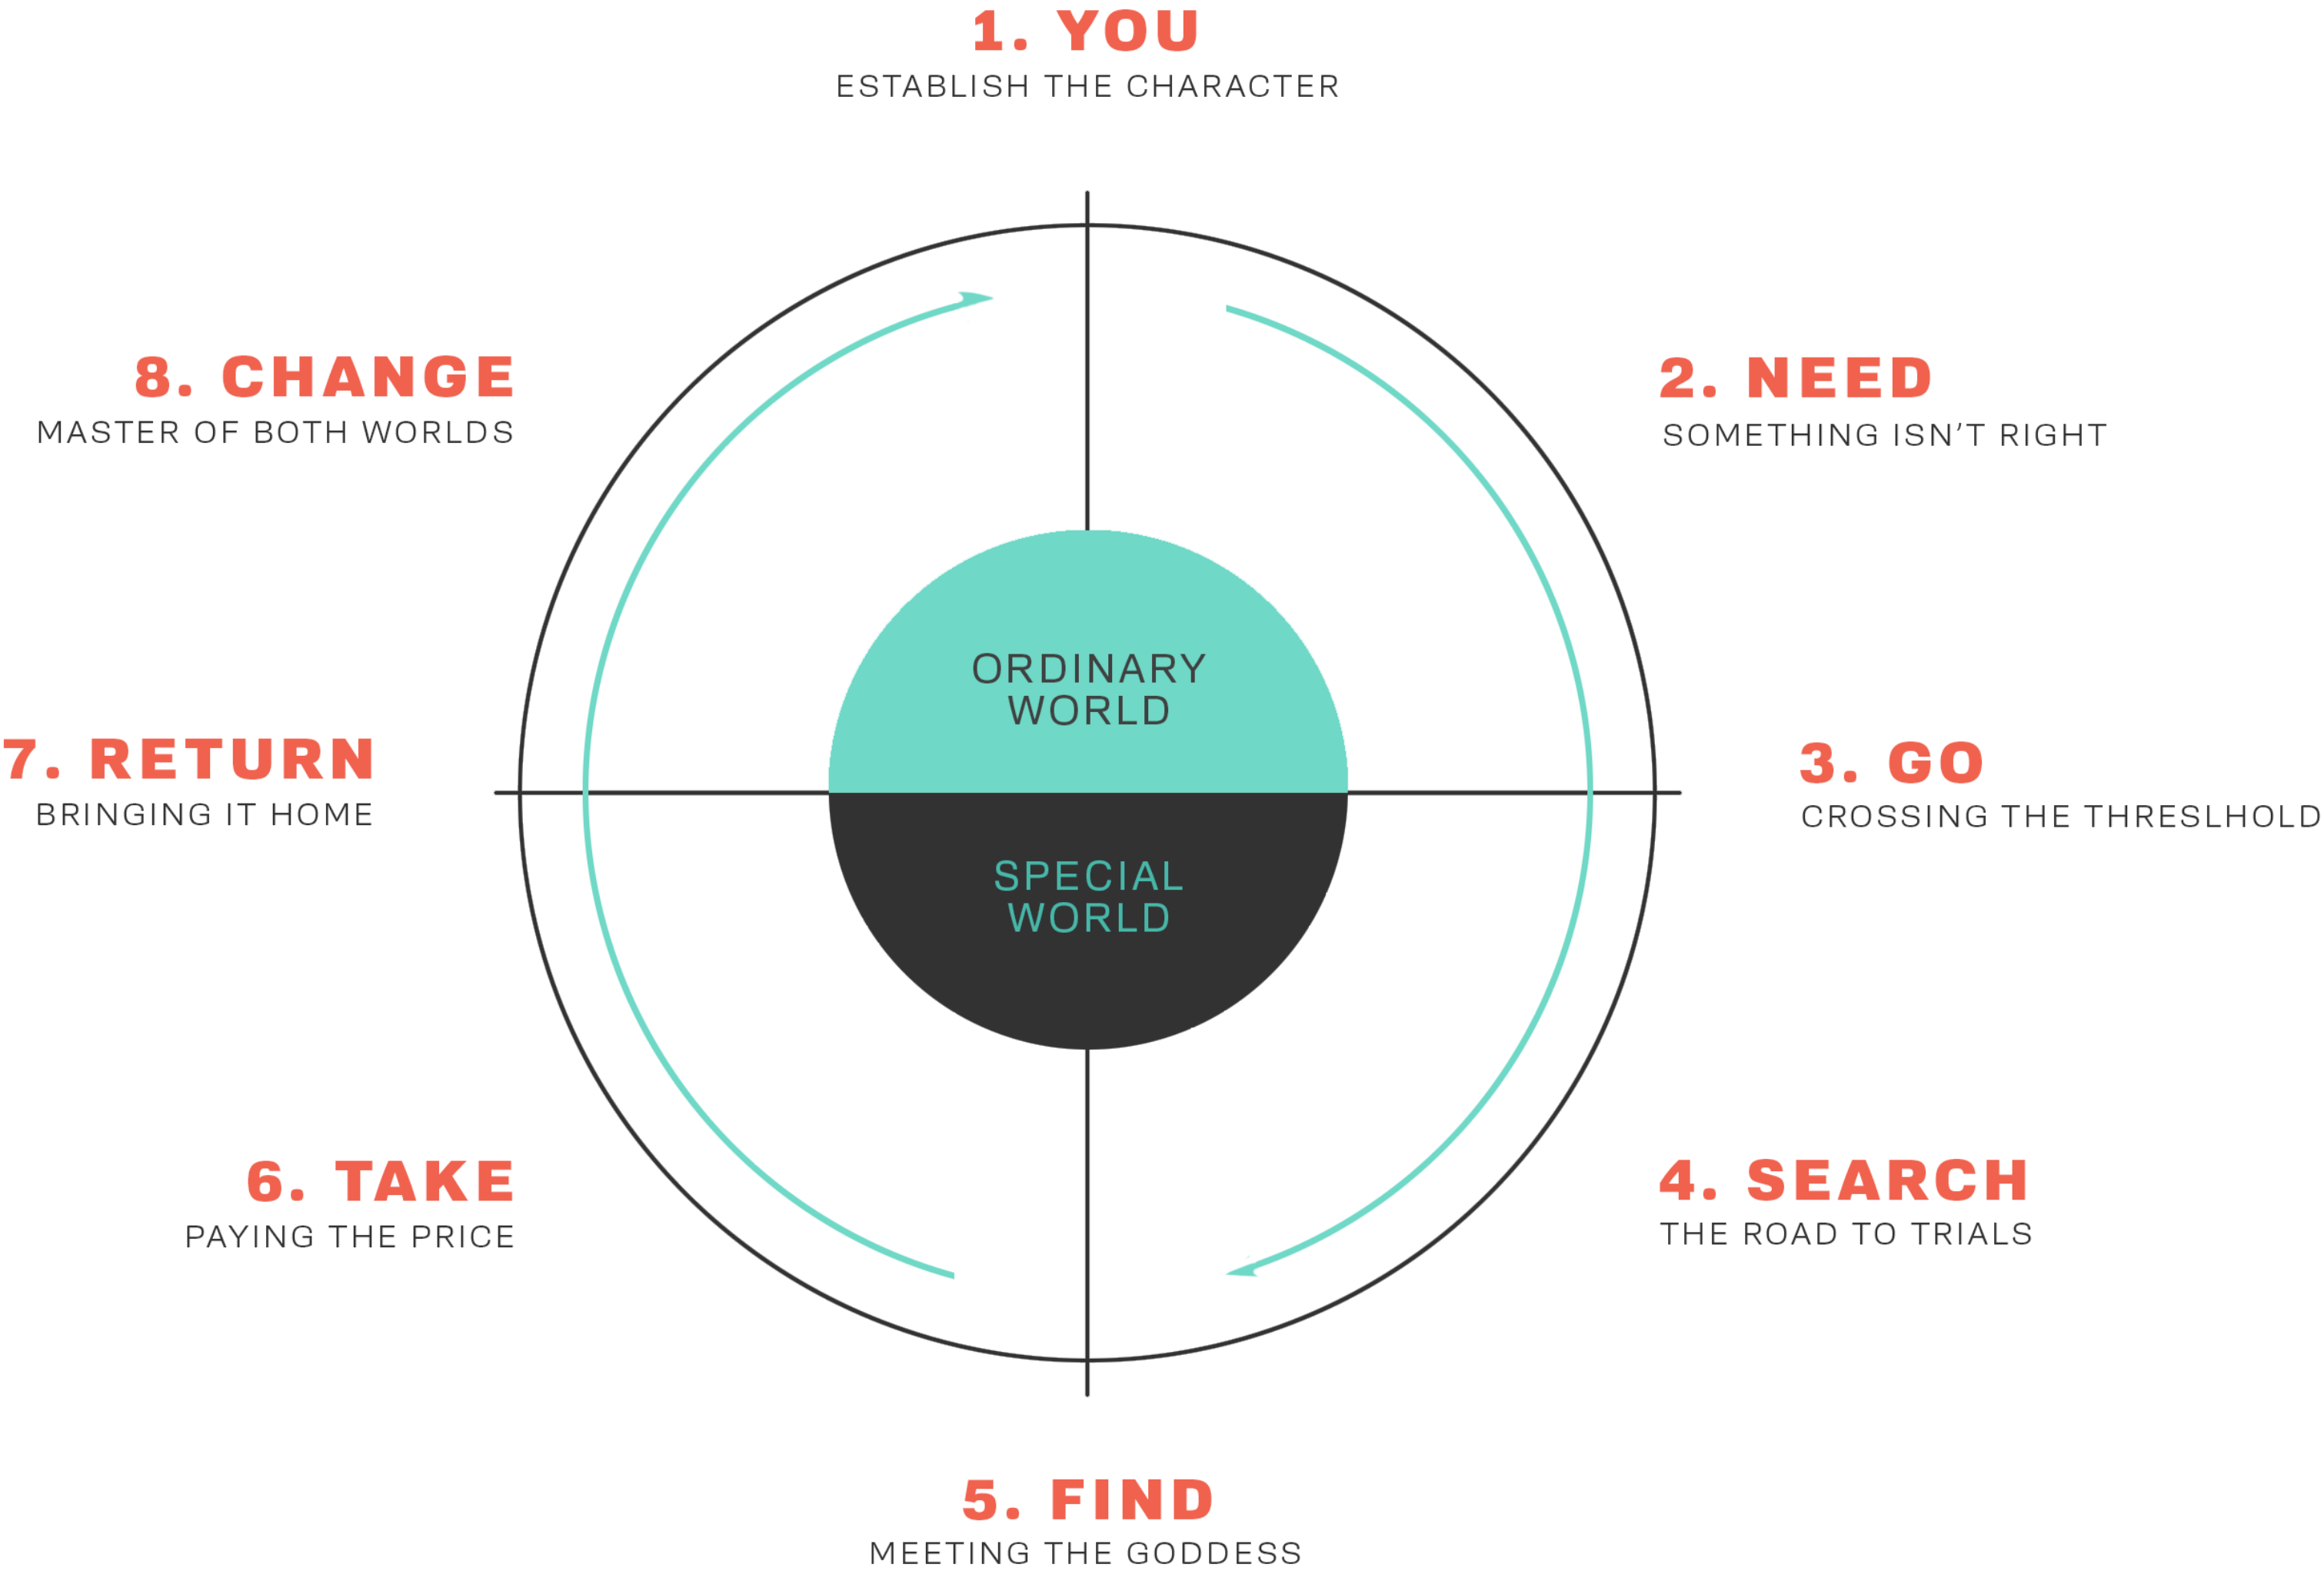 1. YOU
ESTABLISH THE CHARACTER
2. NEED
SOMETHING ISN’T RIGHT
3. GO
CROSSING THE THRESLHOLD
4. SEARCH
THE ROAD TO TRIALS
5. FIND
MEETING THE GODDESS
6. TAKE
PAYING THE PRICE
7. RETURN
BRINGING IT HOME
8. CHANGE
MASTER OF BOTH WORLDS
ORDINARY
WORLD
SPECIAL
WORLD